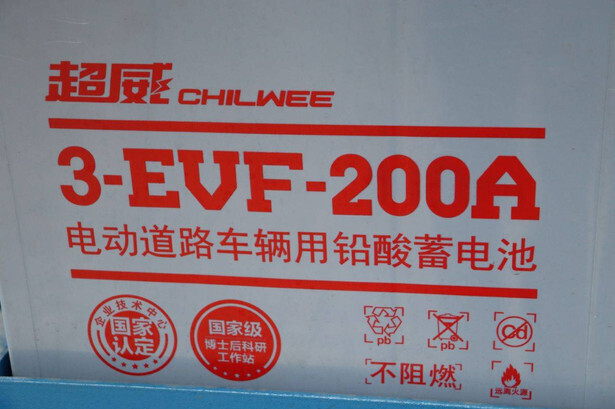 超威 CHILWEE
3-EVF-200A
电动道路车辆用铅酸蓄电池
企业技术中心
国家
认定
国家级
博士后科研
工作站
pb
pb
Cd
不阻燃
远离火源